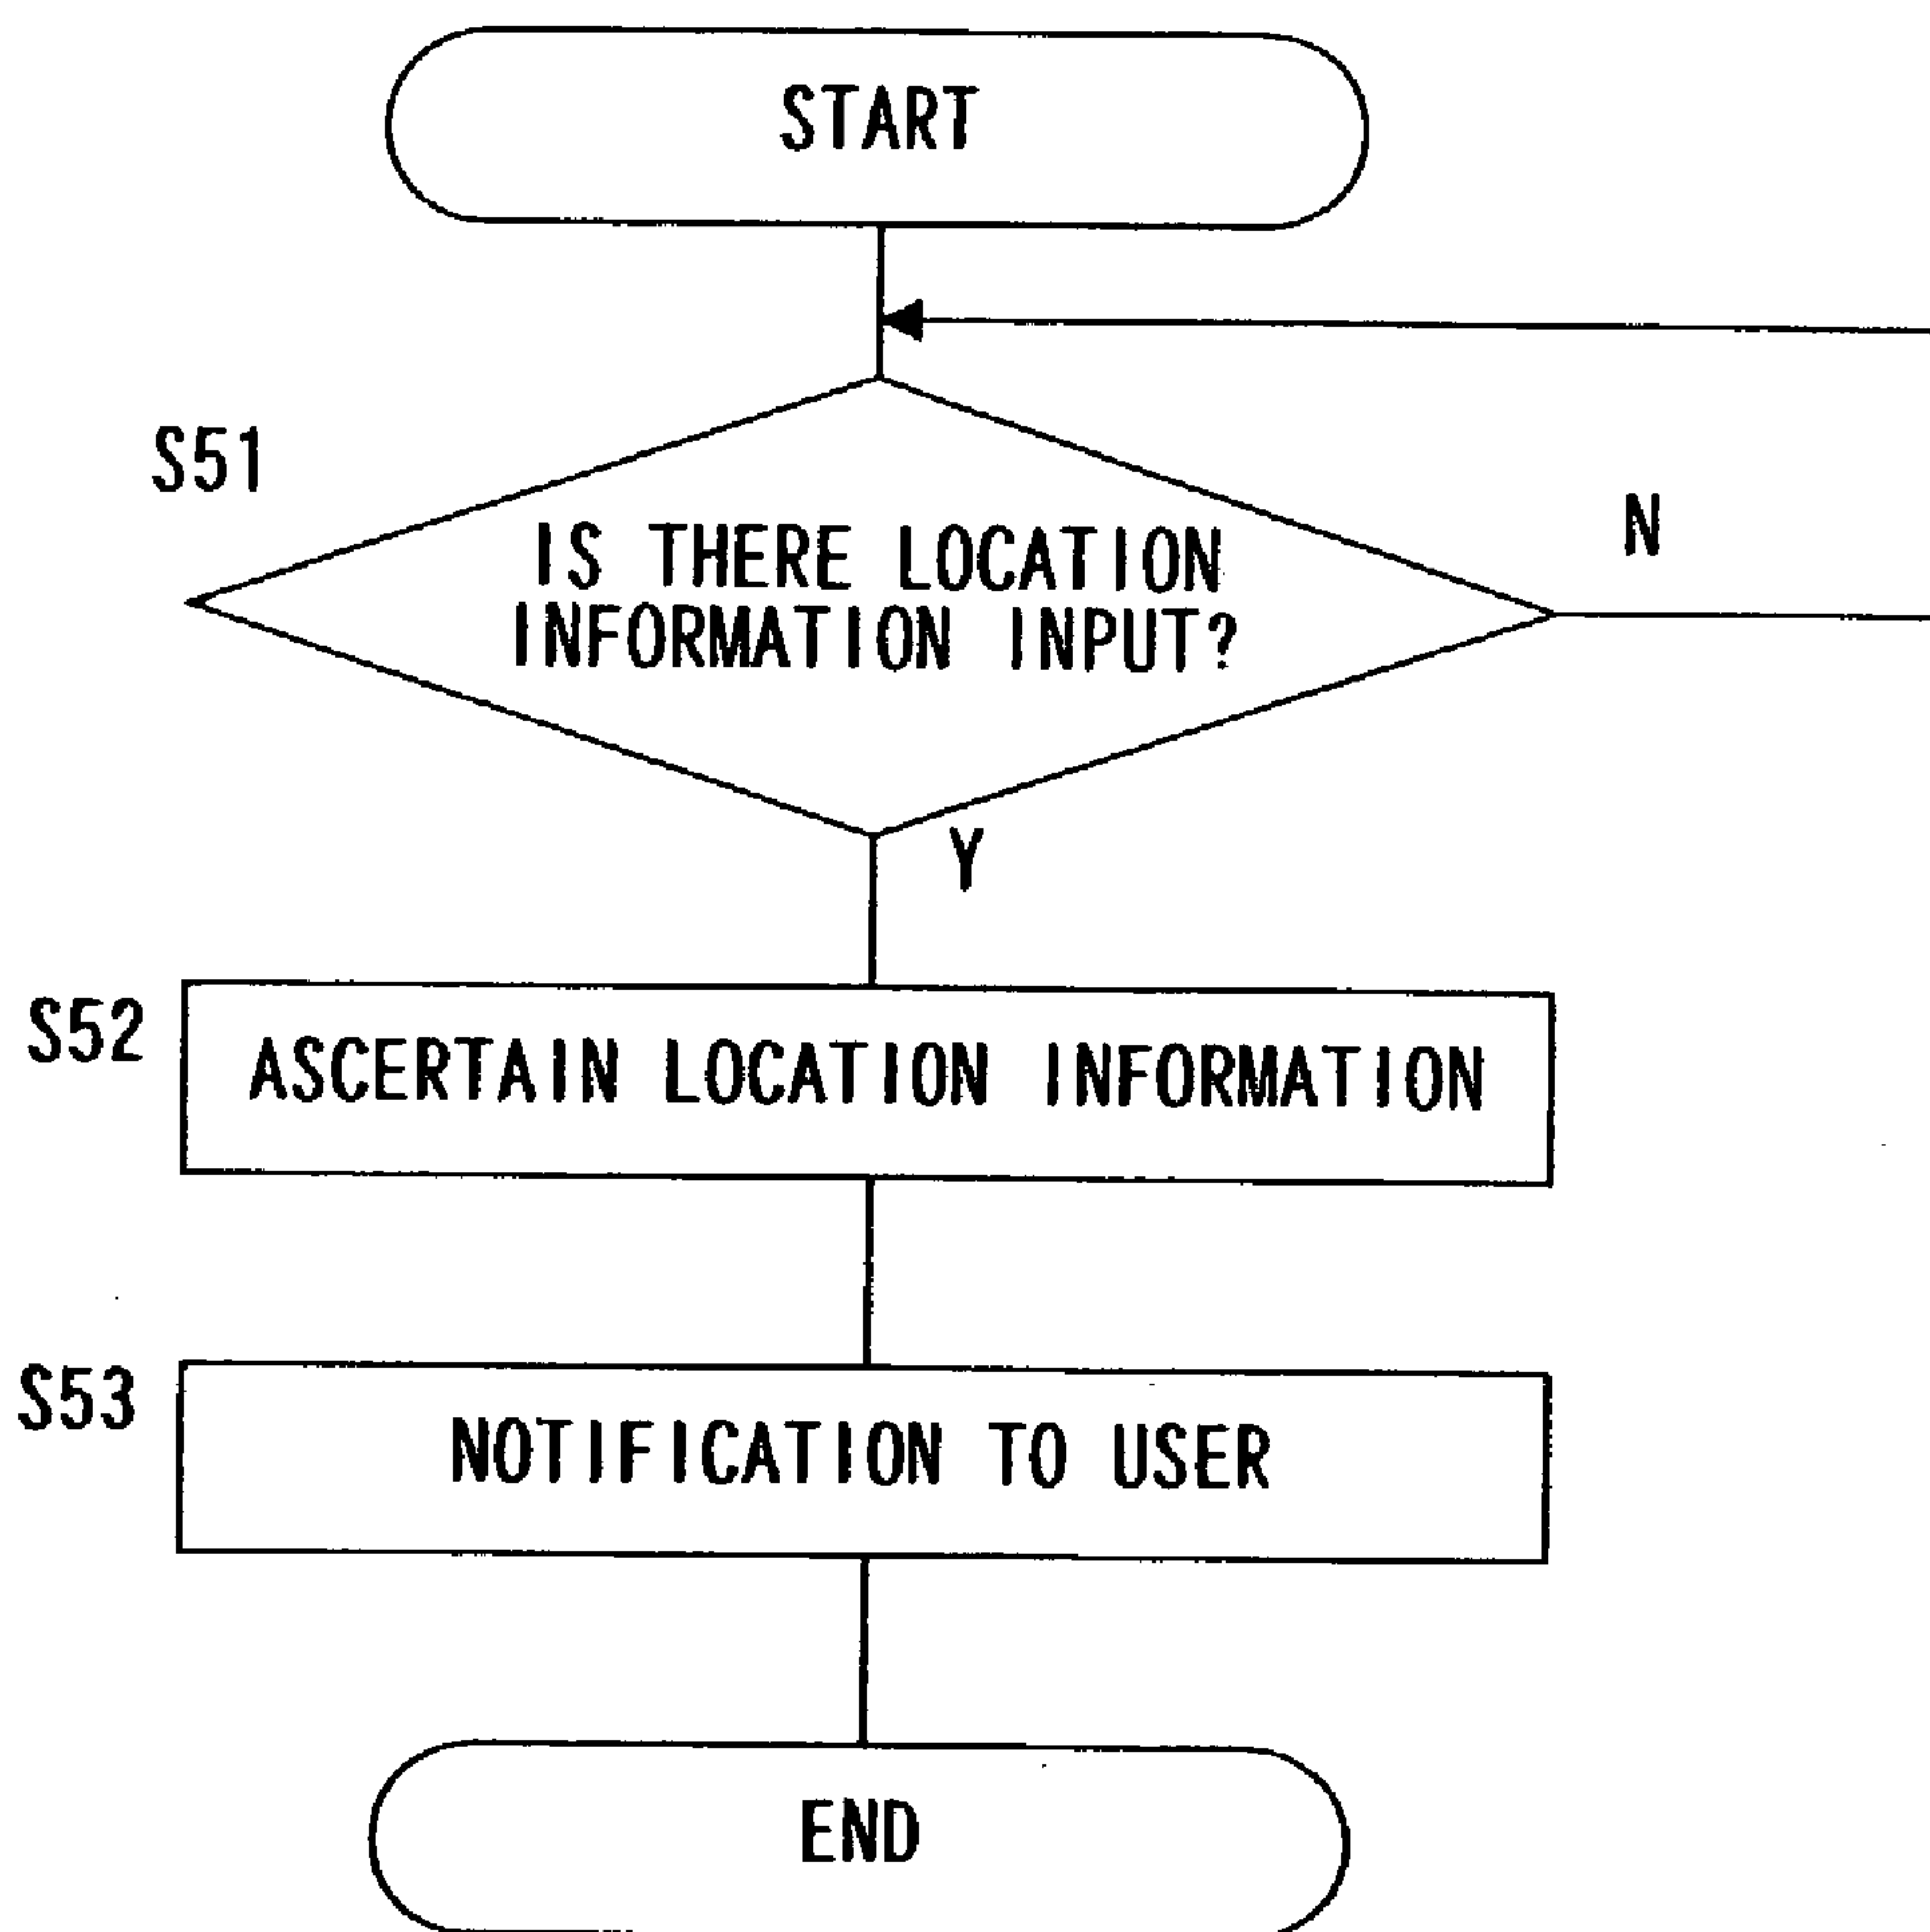 START
S51
IS THERE LOCATION
INFORMATION INPUT?
N
Y
S52
ASCERTAIN LOCATION INFORMATION
S53
NOTIFICATION TO USER
END